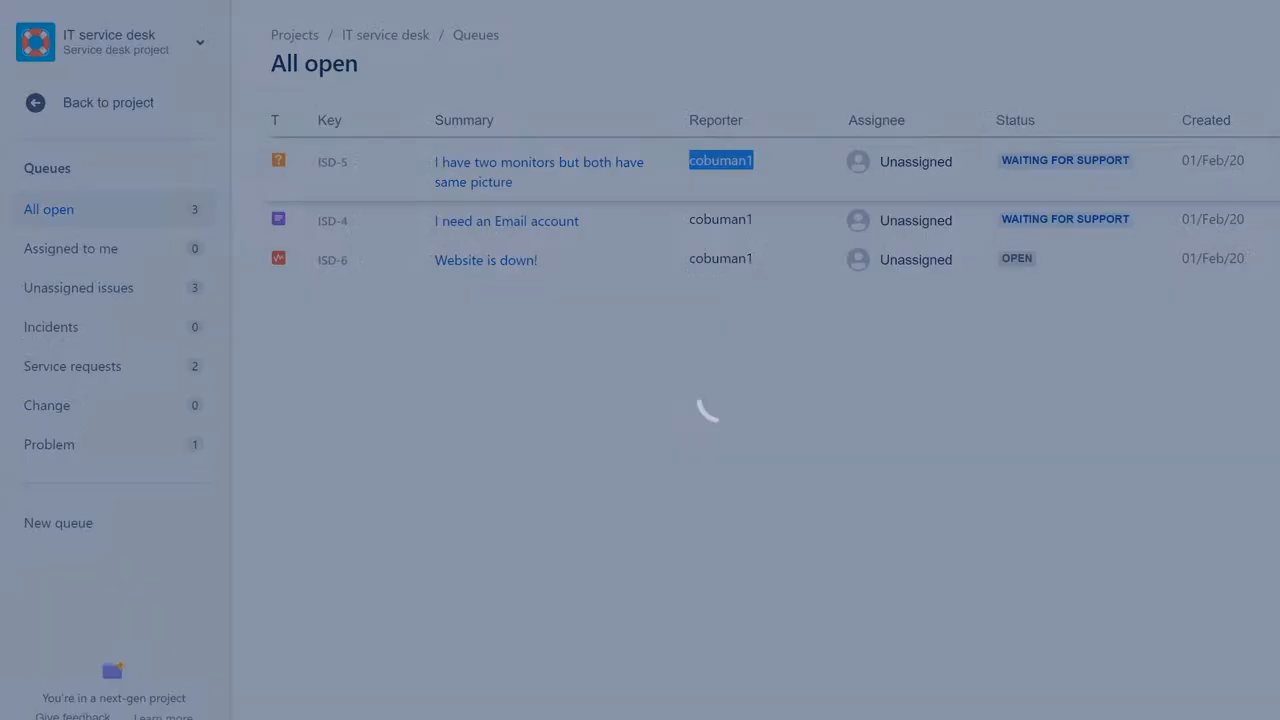 IT service desk
Service desk project
Back to project
Queues
All open 3
Assigned to me 0
Unassigned issues 3
Incidents 0
Service requests 2
Change 0
Problem 1
New queue
You're in a next-gen project
Give feedback Learn more
Projects / IT service desk / Queues
All open
T Key Summary Reporter Assignee Status Created
ISD-5 I have two monitors but both have cobuman1 Unassigned WAITING FOR SUPPORT 01/Feb/20
same picture
ISD-4 I need an Email account cobuman1 Unassigned WAITING FOR SUPPORT 01/Feb/20
ISD-6 Website is down! cobuman1 Unassigned OPEN 01/Feb/20